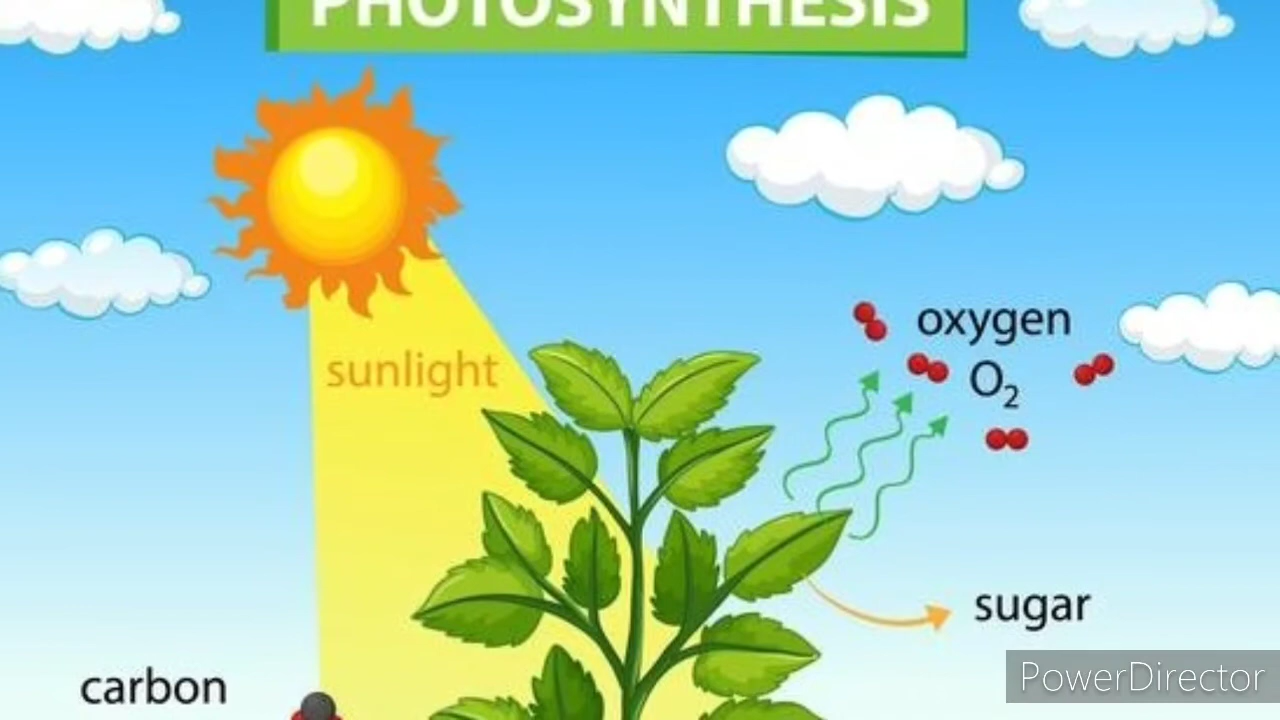 PHOTOSYNTHESIS
sunlight
oxygen
O₂
sugar
carbon
PowerDirector